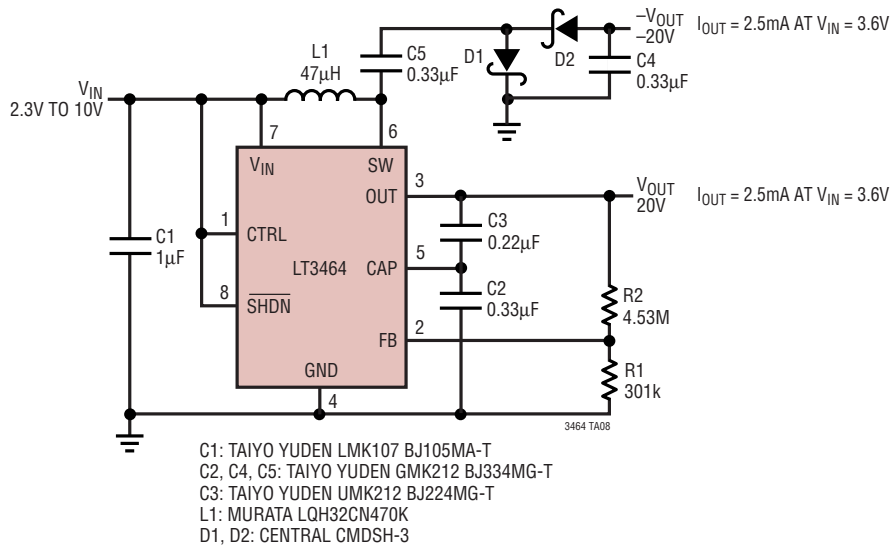 –VOUT
–20V
IOUT = 2.5mA AT VIN = 3.6V
D1
D2
C4
0.33µF
L1
47µH
C5
0.33µF
VIN
2.3V TO 10V
7
6
VIN
SW
OUT
3
VOUT
20V
IOUT = 2.5mA AT VIN = 3.6V
1
CTRL
C3
0.22µF
C1
1µF
LT3464
CAP
5
8
SHDN
C2
0.33µF
R2
4.53M
FB
2
GND
4
R1
301k
3464 TA08
C1: TAIYO YUDEN LMK107 BJ105MA-T
C2, C4, C5: TAIYO YUDEN GMK212 BJ334MG-T
C3: TAIYO YUDEN UMK212 BJ224MG-T
L1: MURATA LQH32CN470K
D1, D2: CENTRAL CMDSH-3